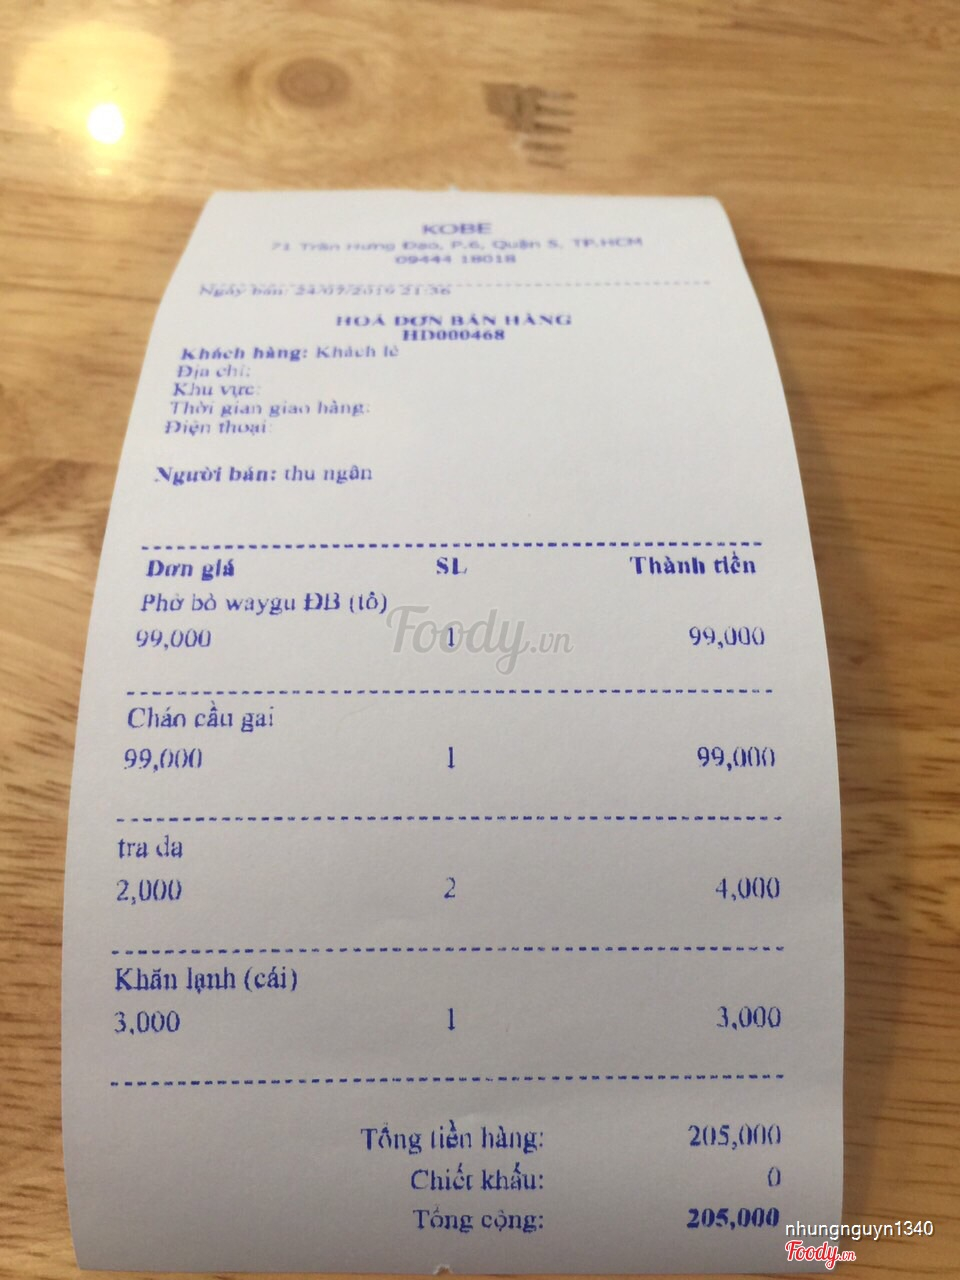 KOBE
71 Trần Hưng Đạo, P.6, Quận 5, TP.HCM
09444 18018
Ngày bán: 24/07/2019 21:36
HOÁ ĐƠN BÁN HÀNG
HD000468
Khách hàng: Khách lẻ
Địa chỉ:
Khu vực:
Thời gian giao hàng:
Điện thoại:
Người bán: thu ngân
Đơn giá SL Thành tiền
Phở bò waygu ĐB (tô)
99,000 1 99,000
Foody.vn
Cháo cầu gai
99,000 1 99,000
tra da
2,000 2 4,000
Khăn lạnh (cái)
3,000 1 3,000
Tổng tiền hàng: 205,000
Chiết khấu: 0
Tổng cộng: 205,000
nhungnguyn1340
Foody.vn